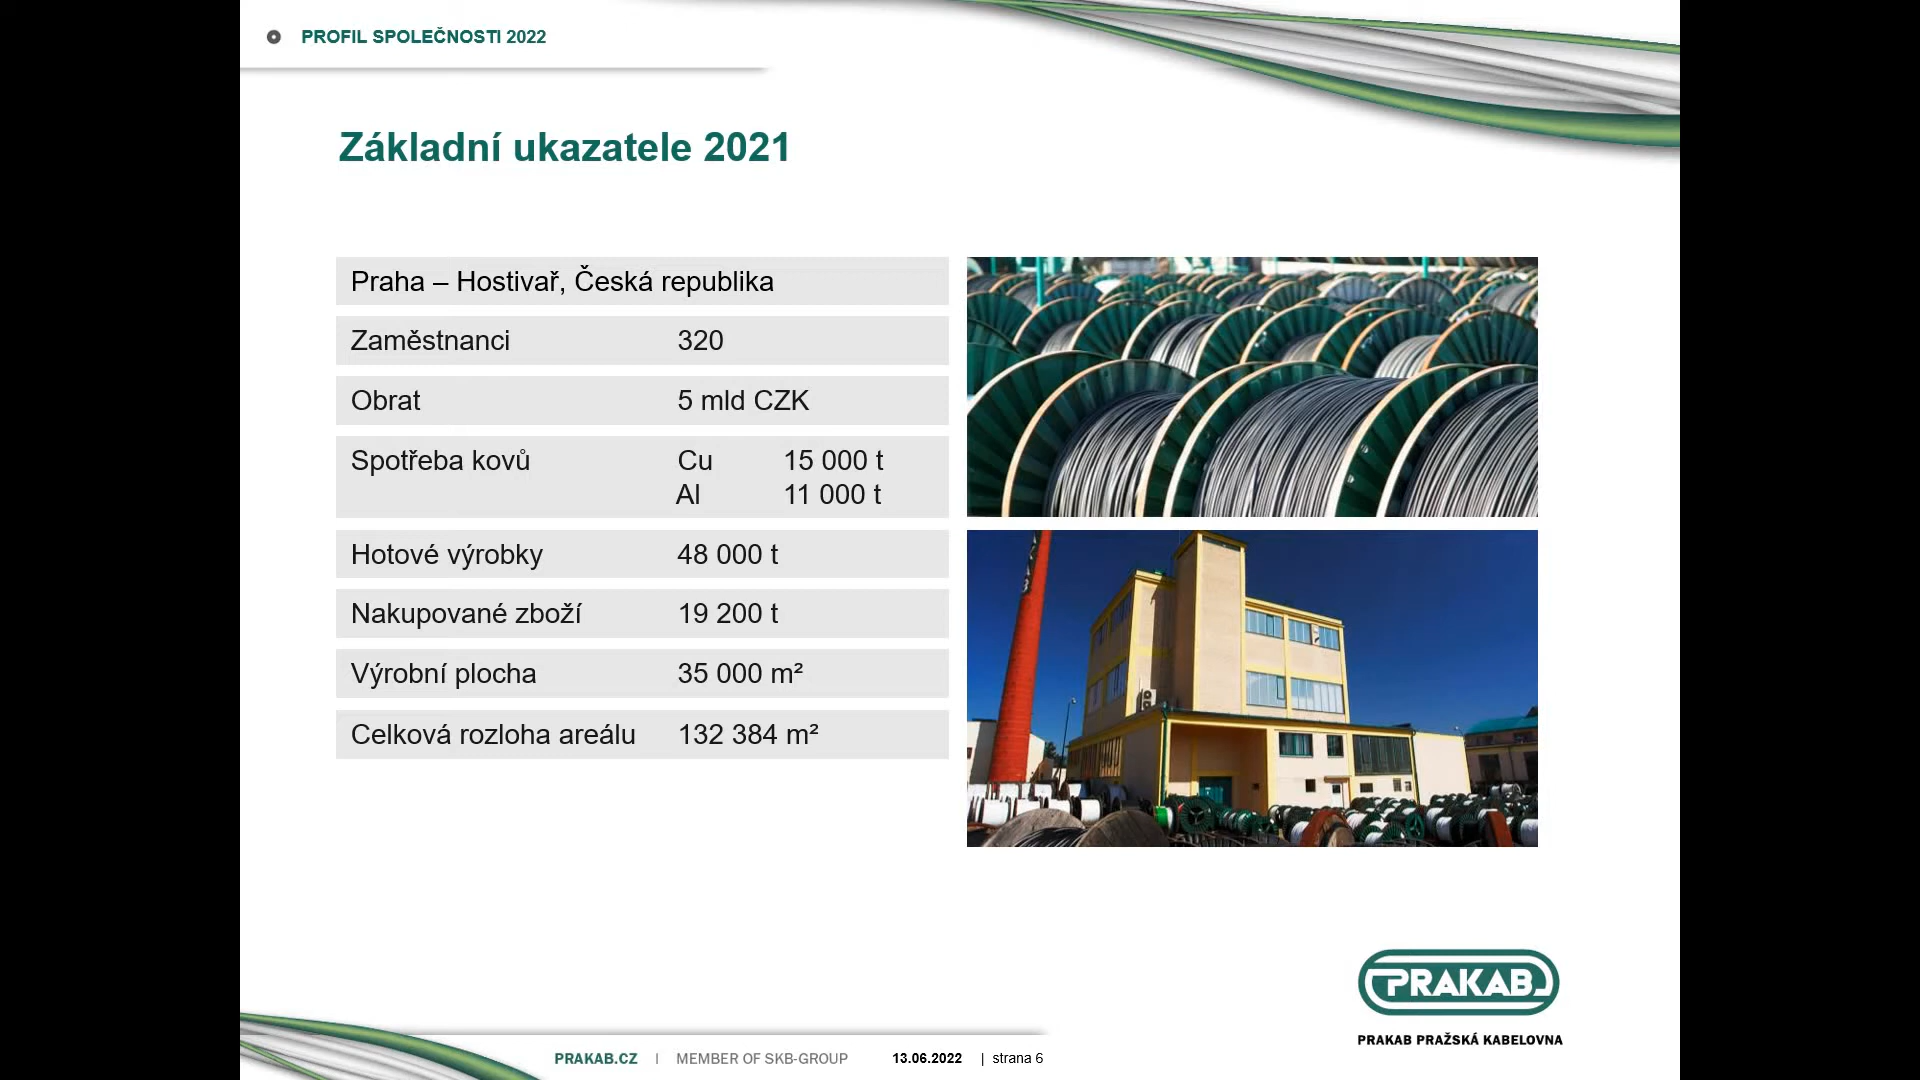 PROFIL SPOLEČNOSTI 2022
Základní ukazatele 2021
Praha – Hostivař, Česká republika
Zaměstnanci 320
Obrat 5 mld CZK
Spotřeba kovů Cu 15 000 t
Al 11 000 t
Hotové výrobky 48 000 t
Nakupované zboží 19 200 t
Výrobní plocha 35 000 m²
Celková rozloha areálu 132 384 m²
PRAKAB
PRAKAB PRAŽSKÁ KABELOVNA
PRAKAB.CZ | MEMBER OF SKB-GROUP 13.06.2022 | strana 6